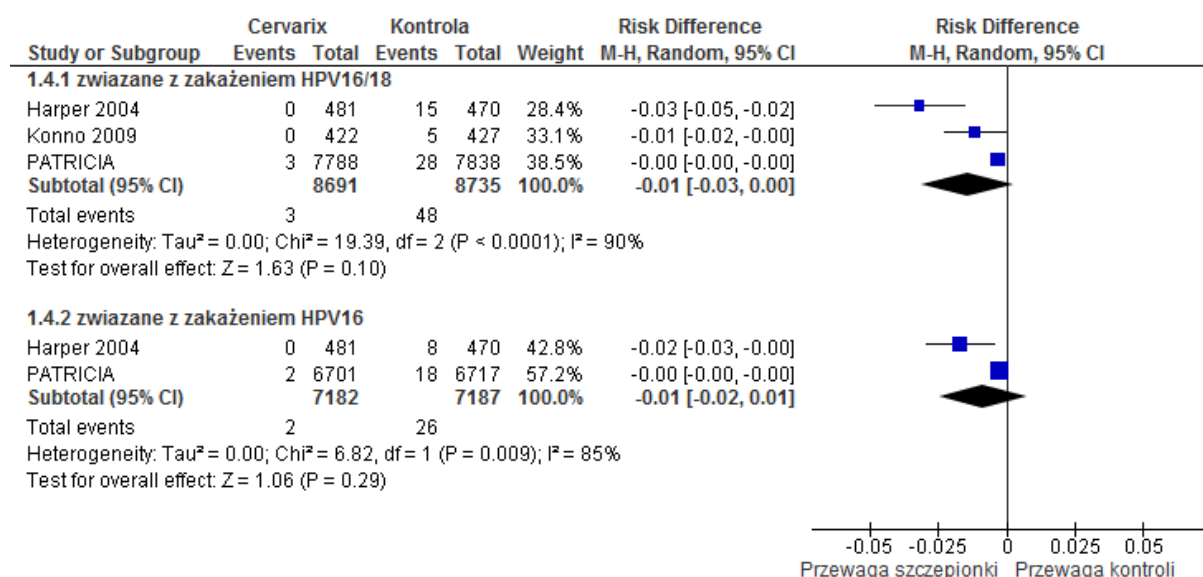 Cervarix Kontrola Risk Difference Risk Difference
Study or Subgroup Events Total Events Total Weight M-H, Random, 95% CI M-H, Random, 95% CI
1.4.1 zwiazane z zakażeniem HPV16/18
Harper 2004 0 481 15 470 28.4% -0.03 [-0.05, -0.02]
Konno 2009 0 422 5 427 33.1% -0.01 [-0.02, -0.00]
PATRICIA 3 7788 28 7838 38.5% -0.00 [-0.00, -0.00]
Subtotal (95% CI) 8691 8735 100.0% -0.01 [-0.03, 0.00]
Total events 3 48
Heterogeneity: Tau² = 0.00; Chi² = 19.39, df = 2 (P < 0.0001); I² = 90%
Test for overall effect: Z = 1.63 (P = 0.10)
1.4.2 zwiazane z zakażeniem HPV16
Harper 2004 0 481 8 470 42.8% -0.02 [-0.03, -0.00]
PATRICIA 2 6701 18 6717 57.2% -0.00 [-0.00, -0.00]
Subtotal (95% CI) 7182 7187 100.0% -0.01 [-0.02, 0.01]
Total events 2 26
Heterogeneity: Tau² = 0.00; Chi² = 6.82, df = 1 (P = 0.009); I² = 85%
Test for overall effect: Z = 1.06 (P = 0.29)
-0.05 -0.025 0 0.025 0.05
Przewaga szczepionki Przewaga kontroli